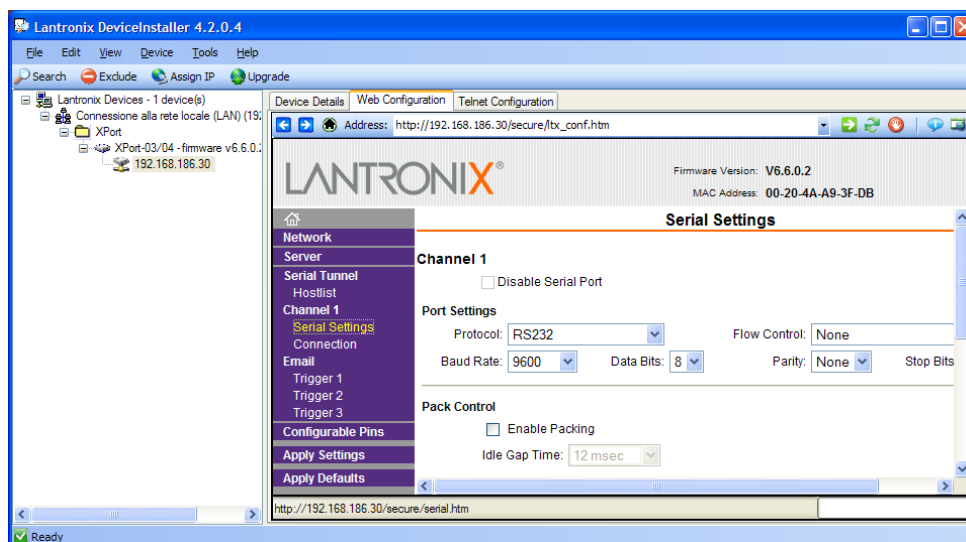 Lantronix DeviceInstaller 4.2.0.4
File Edit View Device Tools Help
Search Exclude Assign IP Upgrade
Lantronix Devices - 1 device(s)
Connessione alla rete locale (LAN) (192
XPort
XPort-03/04 - firmware v6.6.0.2
192.168.186.30
Device Details Web Configuration Telnet Configuration
Address: http://192.168.186.30/secure/ltx_conf.htm
LANTRONIX®
Firmware Version: V6.6.0.2
MAC Address: 00-20-4A-A9-3F-DB
Network
Server
Serial Tunnel
Hostlist
Channel 1
Serial Settings
Connection
Email
Trigger 1
Trigger 2
Trigger 3
Configurable Pins
Apply Settings
Apply Defaults
Serial Settings
Channel 1
Disable Serial Port
Port Settings
Protocol: RS232 Flow Control: None
Baud Rate: 9600 Data Bits: 8 Parity: None Stop Bits
Pack Control
Enable Packing
Idle Gap Time: 12 msec
http://192.168.186.30/secure/serial.htm
Ready